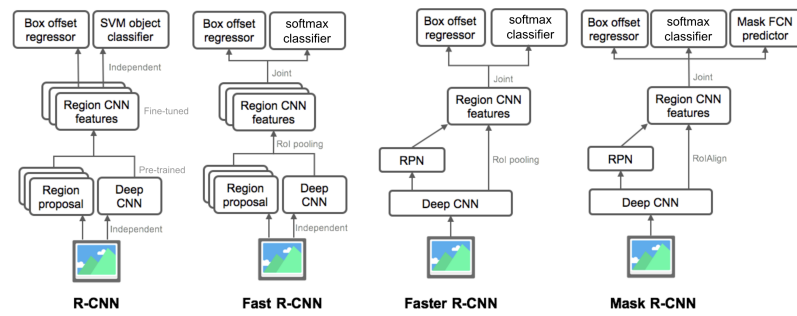 Box offset
regressor
SVM object
classifier
Independent
Region CNN
features
Fine-tuned
Pre-trained
Region
proposal
Deep
CNN
Independent
R-CNN
Box offset
regressor
softmax
classifier
Joint
Region CNN
features
RoI pooling
Region
proposal
Deep
CNN
Independent
Fast R-CNN
Box offset
regressor
softmax
classifier
Joint
Region CNN
features
RPN
RoI pooling
Deep CNN
Faster R-CNN
Box offset
regressor
softmax
classifier
Mask FCN
predictor
Joint
Region CNN
features
RPN
RoIAlign
Deep CNN
Mask R-CNN